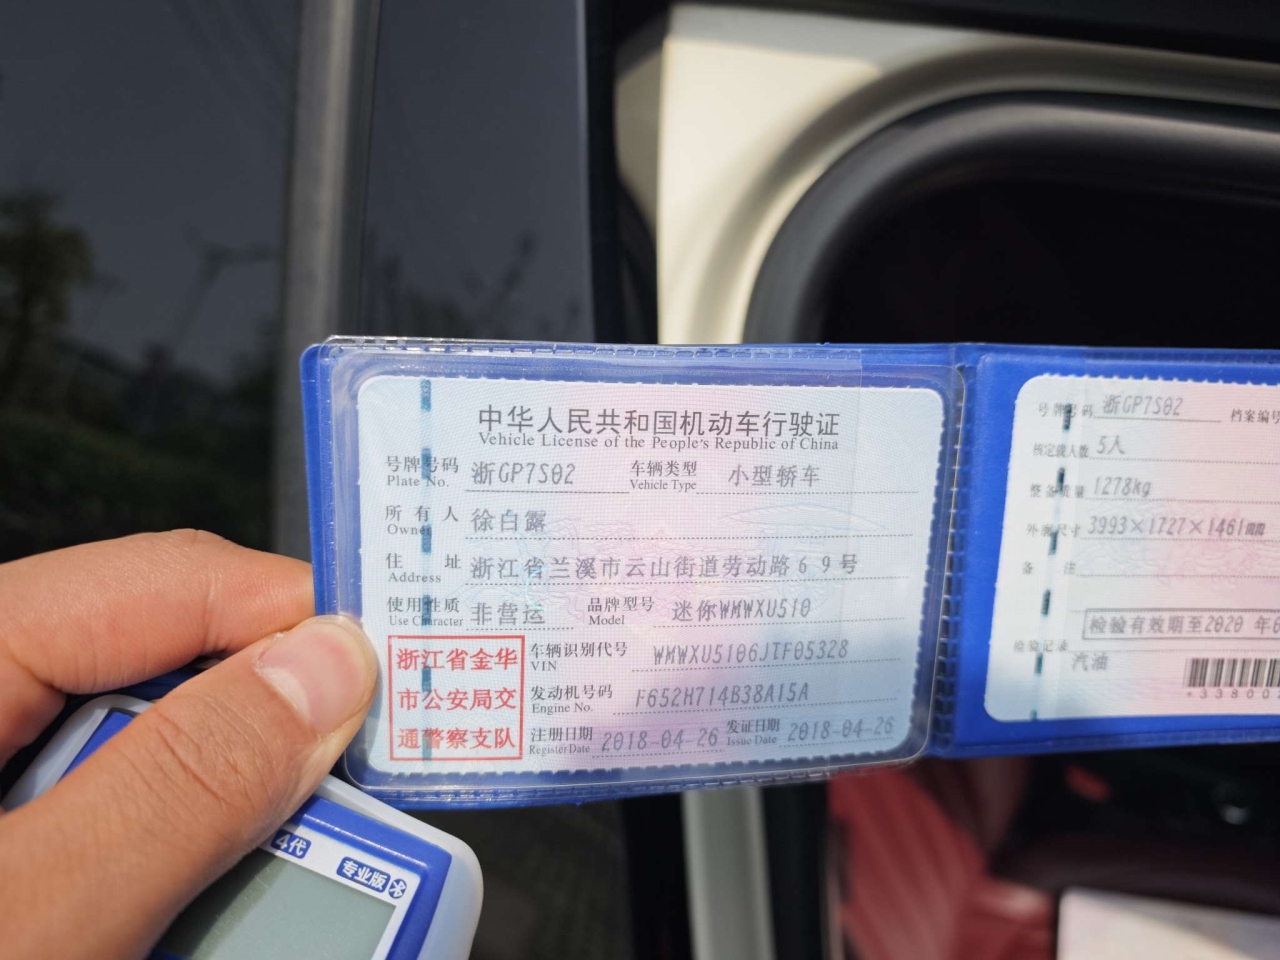 中华人民共和国机动车行驶证
Vehicle License of the People's Republic of China
号牌号码 浙GP7S02 车辆类型 小型轿车
Plate No. Vehicle Type
所有人 徐白露
Owner
住址 浙江省兰溪市云山街道劳动路69号
Address
使用性质 非营运 品牌型号 迷你WMWXU510
Use Character Model
浙江省金华
市公安局交
通警察支队
车辆识别代号 WMWXU5106JTF05328
VIN
发动机号码 F652H714B38A15A
Engine No.
注册日期 2018-04-26 发证日期 2018-04-26
Register Date Issue Date
号牌号码 浙GP7S02 档案编号
核定载人数 5人
整备质量 1278kg
外廓尺寸 3993×1727×1461mm
备注
检验有效期至2020年
检验记录
汽油
*33800
4代
专业版